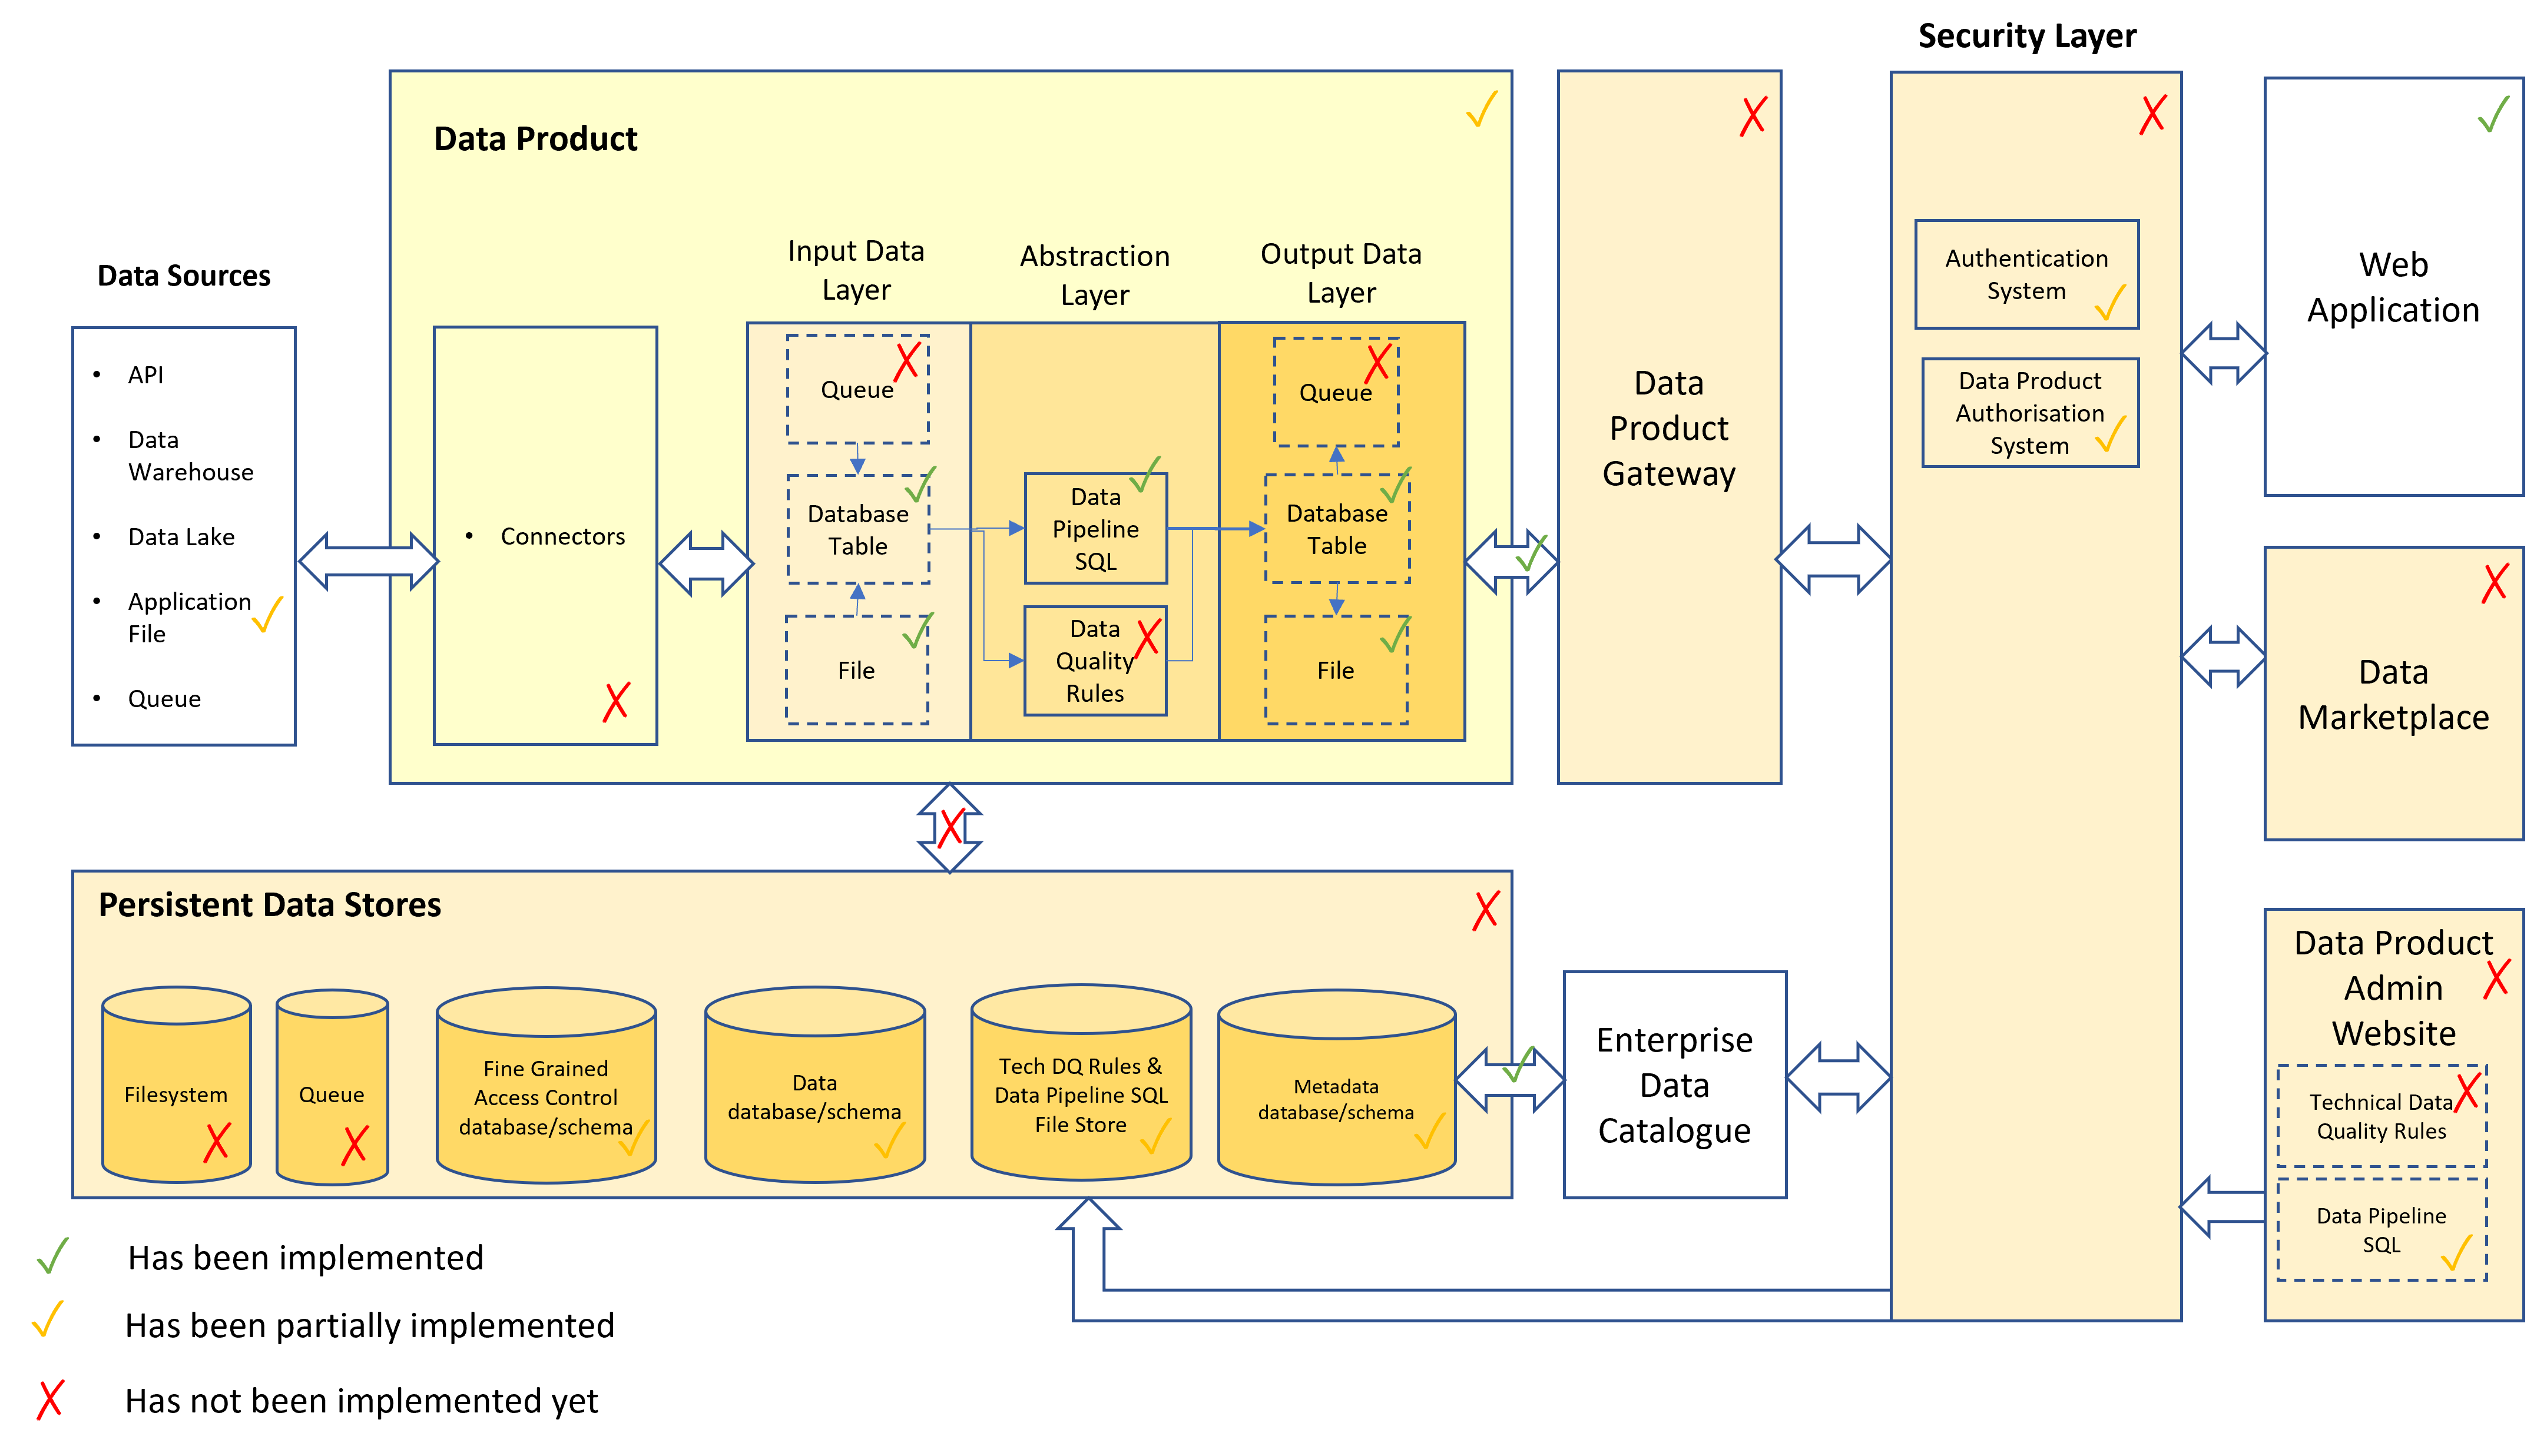 Security Layer
Data Product
Data Sources
• API
• Data
Warehouse
• Data Lake
• Application
File
• Queue
• Connectors
Input Data
Layer
Queue
Database
Table
File
Abstraction
Layer
Data
Pipeline
SQL
Data
Quality
Rules
Output Data
Layer
Queue
Database
Table
File
Data
Product
Gateway
Authentication
System
Data Product
Authorisation
System
Web
Application
Data
Marketplace
Data Product
Admin
Website
Technical Data
Quality Rules
Data Pipeline
SQL
Persistent Data Stores
Filesystem
Queue
Fine Grained
Access Control
database/schema
Data
database/schema
Tech DQ Rules &
Data Pipeline SQL
File Store
Metadata
database/schema
Enterprise
Data
Catalogue
Has been implemented
Has been partially implemented
Has not been implemented yet